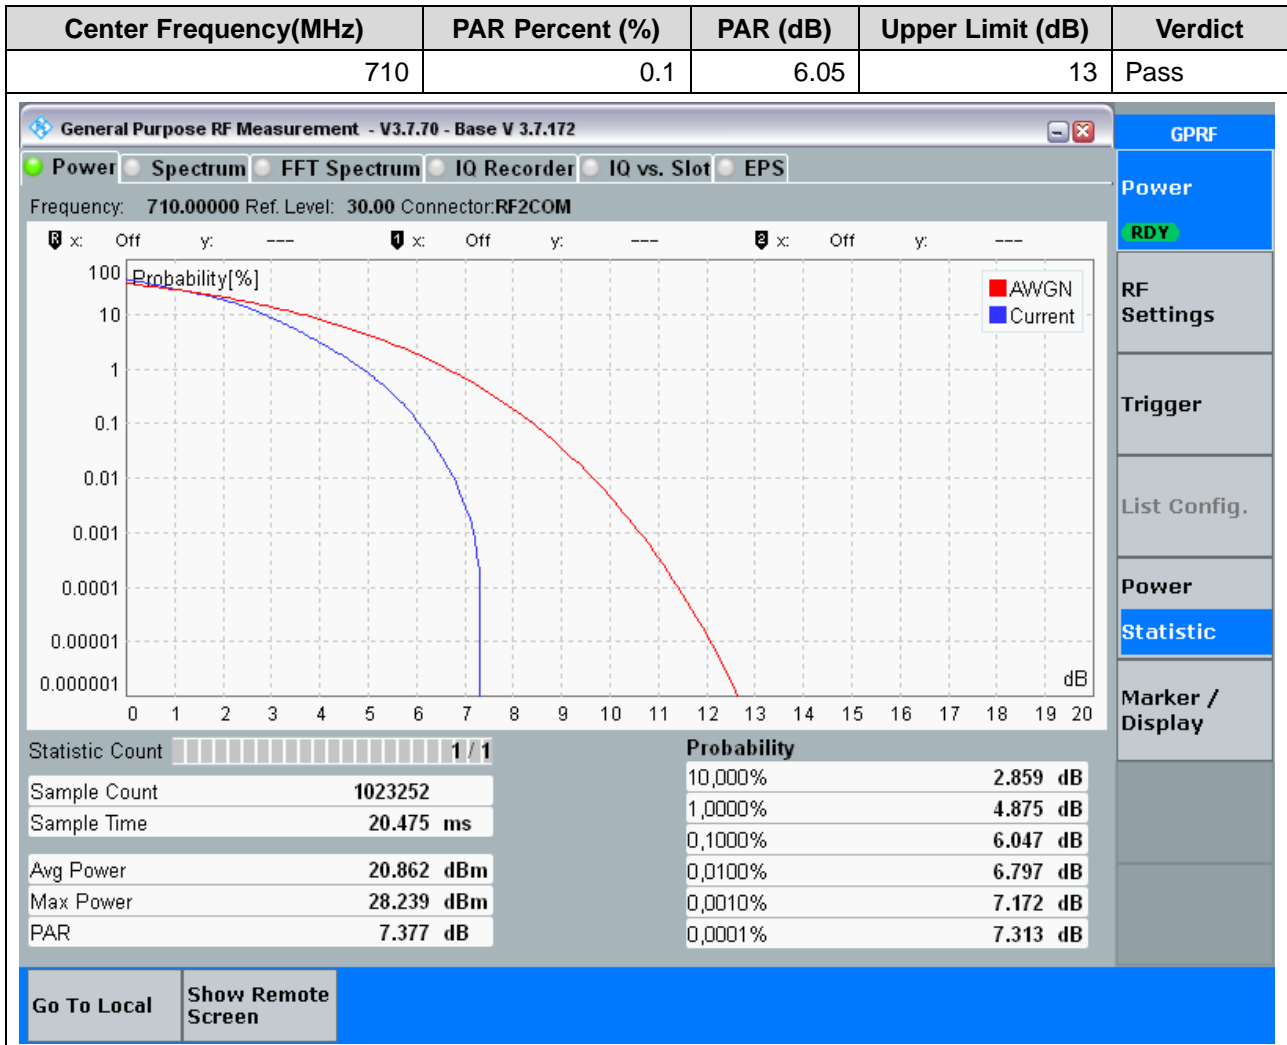 Center Frequency(MHz) PAR Percent (%) PAR (dB) Upper Limit (dB) Verdict
710 0.1 6.05 13 Pass
General Purpose RF Measurement - V3.7.70 - Base V 3.7.172
GPRF
Power Spectrum FFT Spectrum IQ Recorder IQ vs. Slot EPS
Frequency: 710.00000 Ref. Level: 30.00 Connector:RF2COM
R x: Off y: --- 1 x: Off y: --- 2 x: Off y: ---
Probability[%]
100
10
1
0.1
0.01
0.001
0.0001
0.00001
0.000001
AWGN
Current
dB
0 1 2 3 4 5 6 7 8 9 10 11 12 13 14 15 16 17 18 19 20
Statistic Count 1 / 1
Sample Count 1023252
Sample Time 20.475 ms
Avg Power 20.862 dBm
Max Power 28.239 dBm
PAR 7.377 dB
Probability
10,000% 2.859 dB
1,0000% 4.875 dB
0,1000% 6.047 dB
0,0100% 6.797 dB
0,0010% 7.172 dB
0,0001% 7.313 dB
Power
RDY
RF
Settings
Trigger
List Config.
Power
Statistic
Marker /
Display
Go To Local
Show Remote
Screen